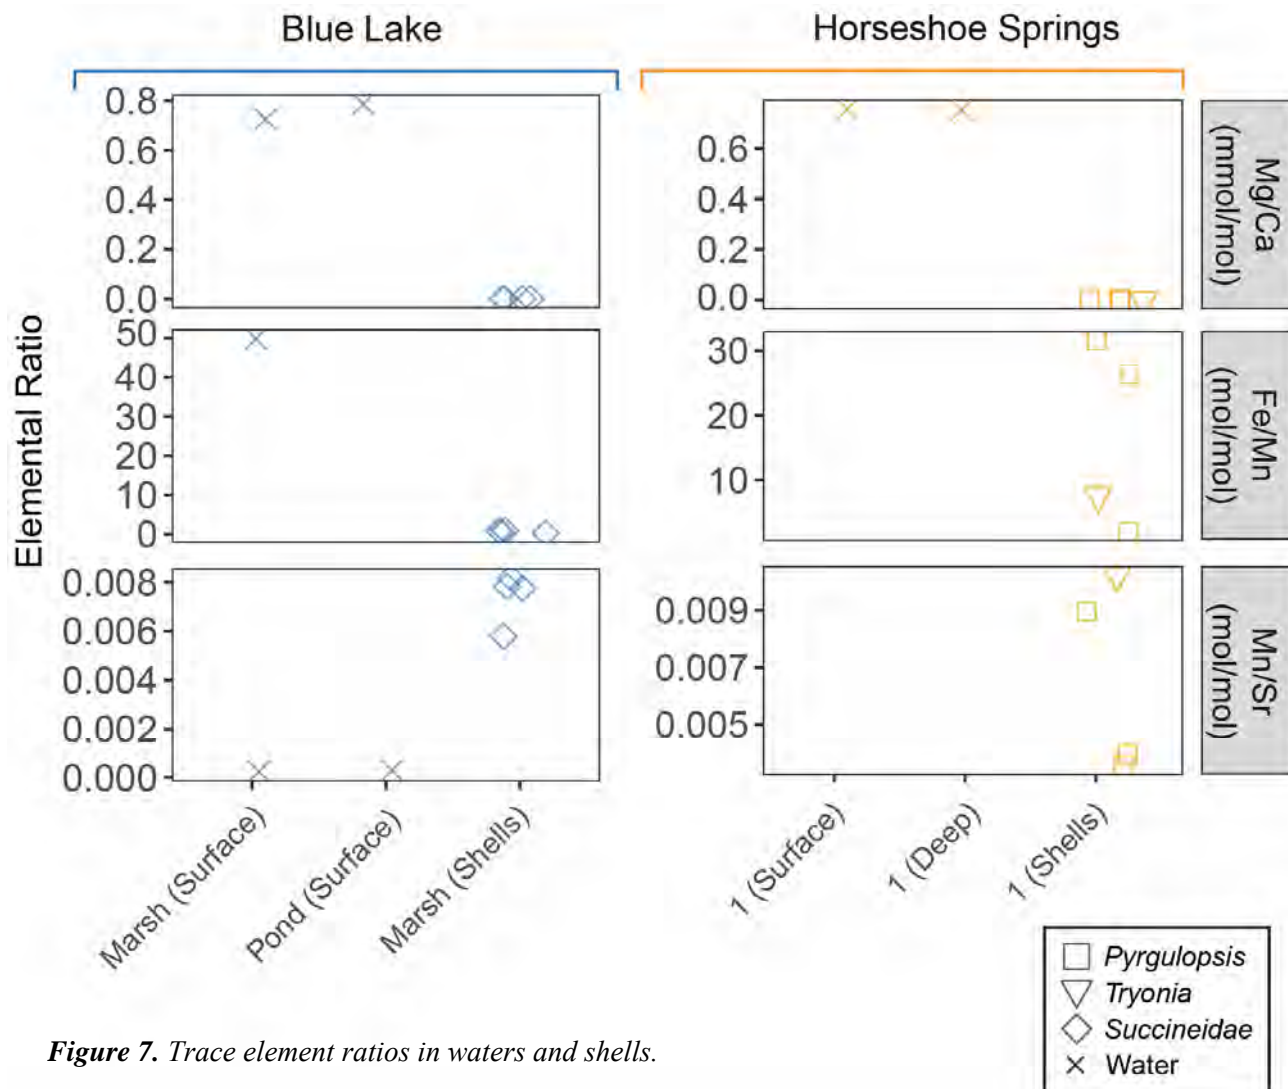 Blue Lake
Horseshoe Springs
Elemental Ratio
0.8
0.6
0.4
0.2
0.0
0.6
0.4
0.2
0.0
Mg/Ca
(mmol/mol)
50
40
30
20
10
0
30
20
10
Fe/Mn
(mol/mol)
0.008
0.006
0.004
0.002
0.000
0.009
0.007
0.005
Mn/Sr
(mol/mol)
Marsh (Surface)
Pond (Surface)
Marsh (Shells)
1 (Surface)
1 (Deep)
1 (Shells)
Pyrgulopsis
Tryonia
Succineidae
Water
Figure 7. Trace element ratios in waters and shells.